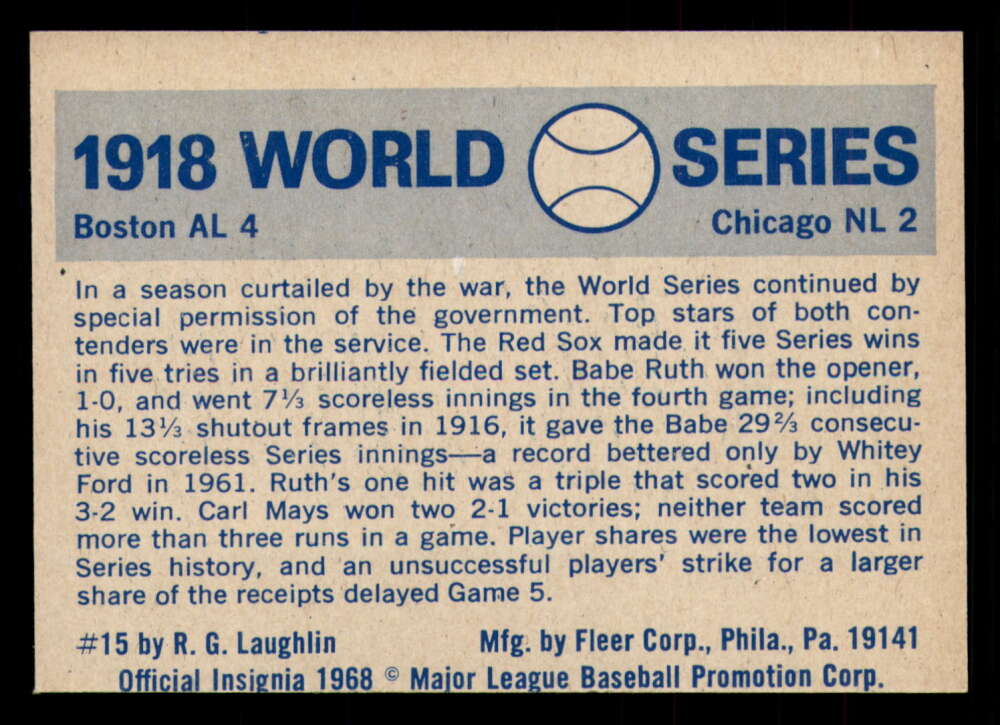 1918 WORLD SERIES
Boston AL 4 Chicago NL 2
In a season curtailed by the war, the World Series continued by
special permission of the government. Top stars of both con-
tenders were in the service. The Red Sox made it five Series wins
in five tries in a brilliantly fielded set. Babe Ruth won the opener,
1-0, and went 7⅓ scoreless innings in the fourth game; including
his 13⅓ shutout frames in 1916, it gave the Babe 29⅔ consecu-
tive scoreless Series innings—a record bettered only by Whitey
Ford in 1961. Ruth's one hit was a triple that scored two in his
3-2 win. Carl Mays won two 2-1 victories; neither team scored
more than three runs in a game. Player shares were the lowest in
Series history, and an unsuccessful players' strike for a larger
share of the receipts delayed Game 5.
#15 by R. G. Laughlin Mfg. by Fleer Corp., Phila., Pa. 19141
Official Insignia 1968 © Major League Baseball Promotion Corp.